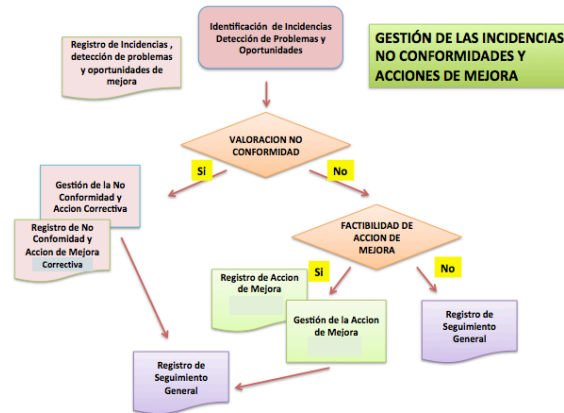 Identificación de Incidencias
Detección de Problemas y
Oportunidades
GESTIÓN DE LAS INCIDENCIAS
NO CONFORMIDADES Y
ACCIONES DE MEJORA
Registro de Incidencias ,
detección de problemas
y oportunidades de
mejora
VALORACION NO
CONFORMIDAD
Si
No
Gestión de la No
Conformidad y
Accion Correctiva
Registro de No
Confomidad y
Accion de Mejora
Correctiva
FACTIBILIDAD DE
ACCION DE
MEJORA
Si
No
Registro de Accion
de Mejora
Gestión de la Accion
de Mejora
Registro de
Seguimiento
General
Registro de
Seguimiento
General